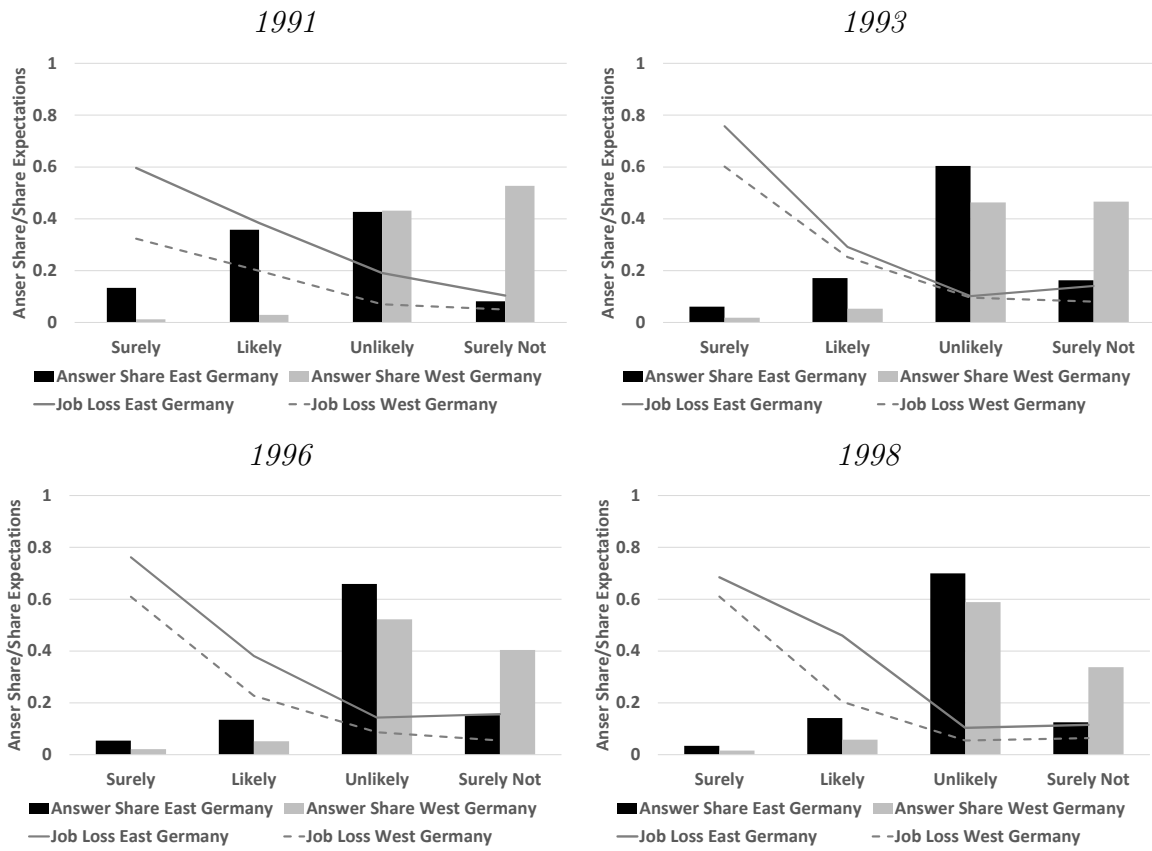 1991
Anser Share/Share Expectations
1
0.8
0.6
0.4
0.2
0
Surely Likely Unlikely Surely Not
Answer Share East Germany Answer Share West Germany
Job Loss East Germany Job Loss West Germany
1993
Anser Share/Share Expectations
1
0.8
0.6
0.4
0.2
0
Surely Likely Unlikely Surely Not
Answer Share East Germany Answer Share West Germany
Job Loss East Germany Job Loss West Germany
1996
Anser Share/Share Expectations
1
0.8
0.6
0.4
0.2
0
Surely Likely Unlikely Surely Not
Answer Share East Germany Answer Share West Germany
Job Loss East Germany Job Loss West Germany
1998
Anser Share/Share Expectations
1
0.8
0.6
0.4
0.2
0
Surely Likely Unlikely Surely Not
Answer Share East Germany Answer Share West Germany
Job Loss East Germany Job Loss West Germany